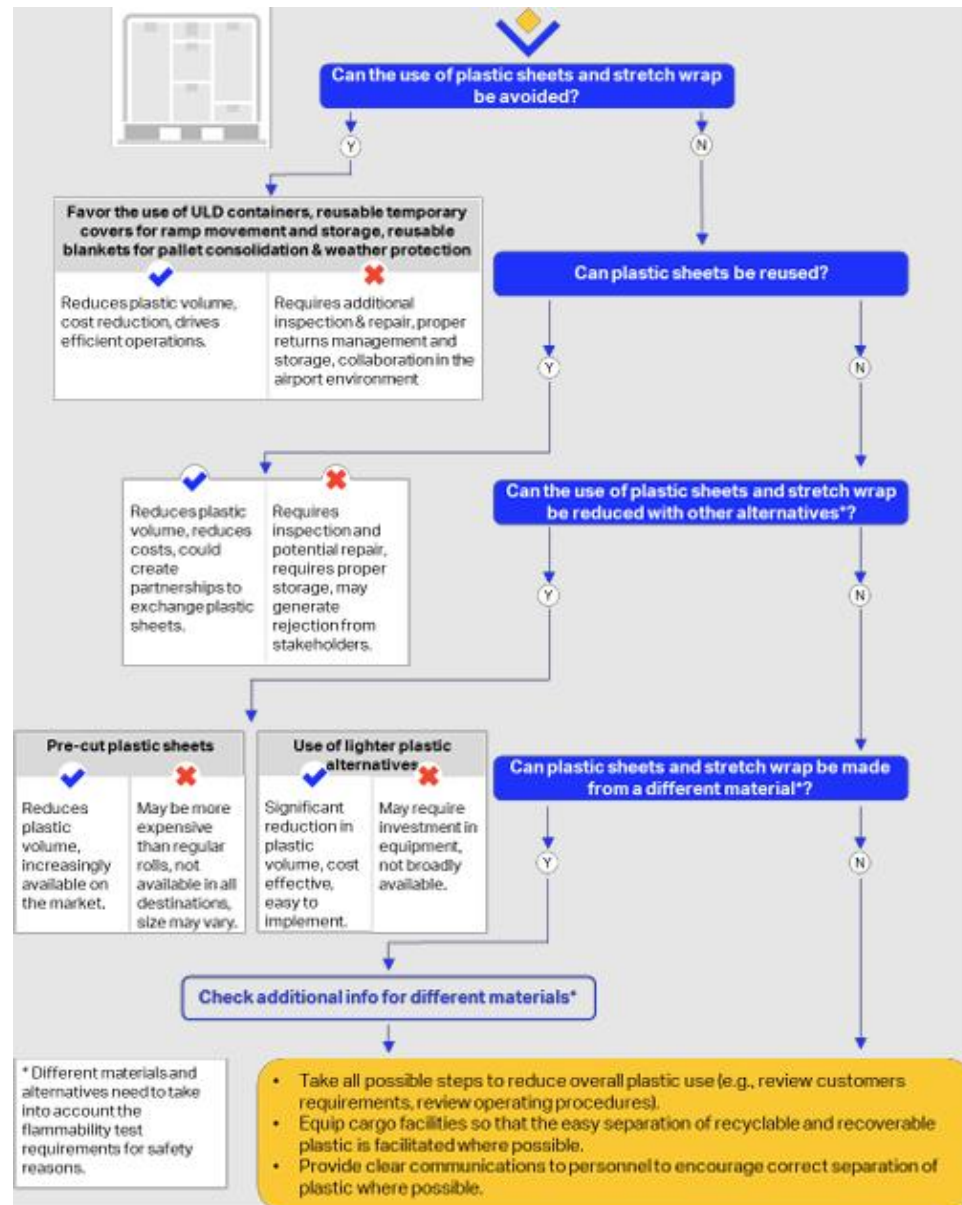 Can the use of plastic sheets and stretch wrap
be avoided?
Y
N
Favor the use of ULD containers, reusable temporary
covers for ramp movement and storage, reusable
blankets for pallet consolidation & weather protection
Reduces plastic volume,
cost reduction, drives
efficient operations.
Requires additional
inspection & repair, proper
returns management and
storage, collaboration in the
airport environment
Can plastic sheets be reused?
Y
N
Reduces plastic
volume, reduces
costs, could
create
partnerships to
exchange plastic
sheets.
Requires
inspection and
potential repair,
requires proper
storage, may
generate
rejection from
stakeholders.
Can the use of plastic sheets and stretch wrap
be reduced with other alternatives*?
Y
N
Pre-cut plastic sheets
Reduces
plastic
volume,
increasingly
available on
the market.
May be more
expensive
than regular
rolls, not
available in all
destinations,
size may vary.
Use of lighter plastic
alternatives
Significant
reduction in
plastic
volume, cost
effective,
easy to
implement.
May require
investment in
equipment,
not broadly
available.
Can plastic sheets and stretch wrap be made
from a different material*?
Y
N
Check additional info for different materials*
* Different materials and
alternatives need to take
into account the
flammability test
requirements for safety
reasons.
• Take all possible steps to reduce overall plastic use (e.g., review customers
requirements, review operating procedures).
• Equip cargo facilities so that the easy separation of recyclable and recoverable
plastic is facilitated where possible.
• Provide clear communications to personnel to encourage correct separation of
plastic where possible.